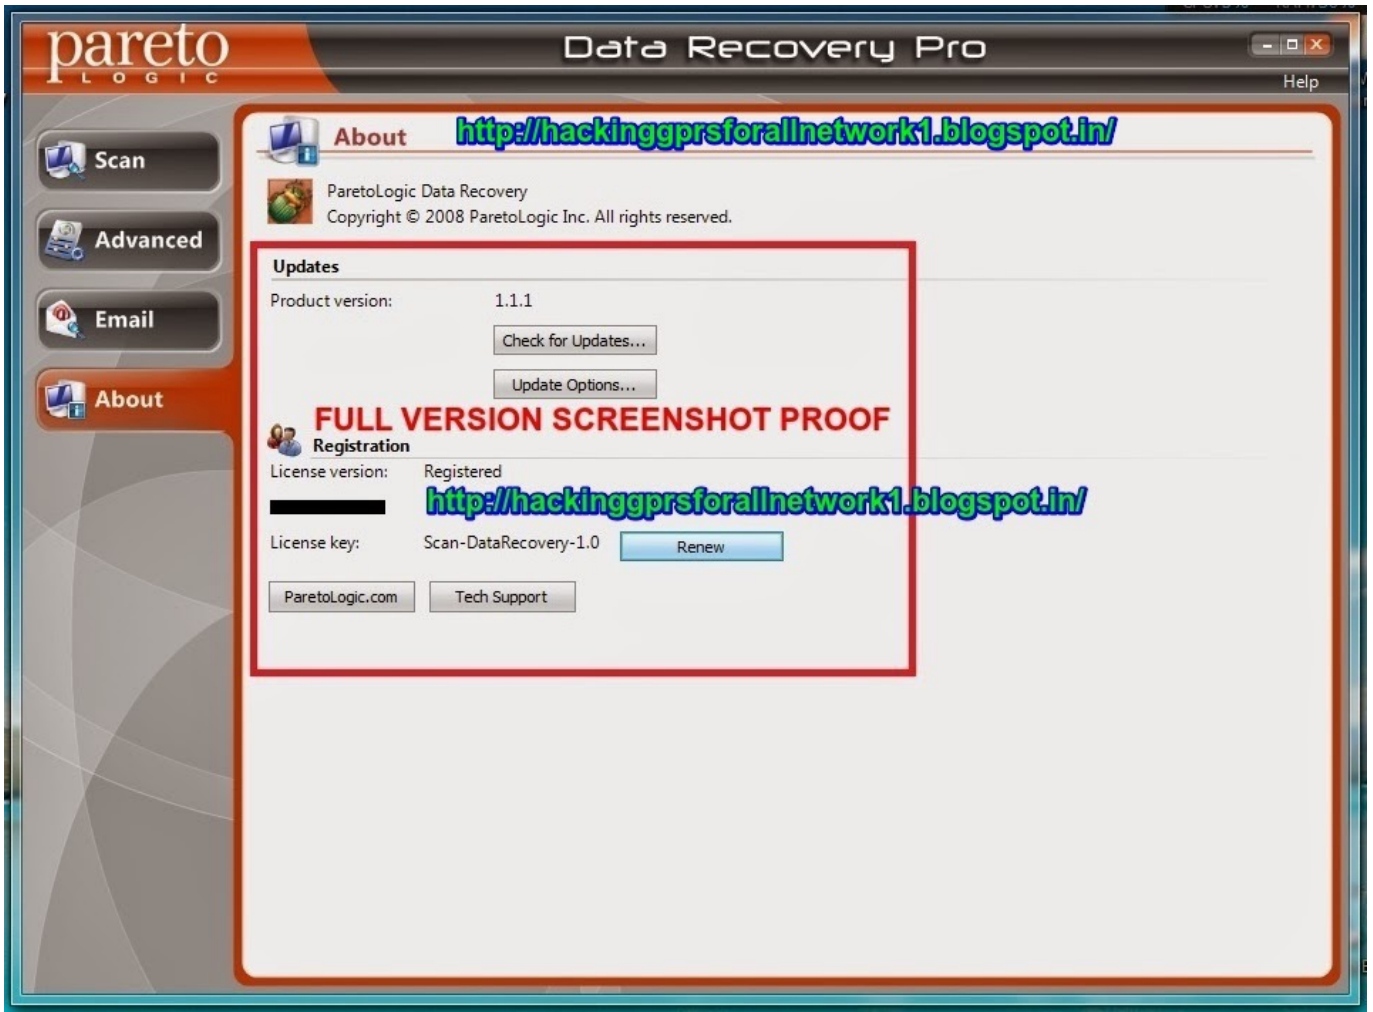 pareto
LOGIC
Data Recovery Pro
Help
Scan
Advanced
Email
About
About
http://hackinggprsforallnetwork1.blogspot.in/
ParetoLogic Data Recovery
Copyright © 2008 ParetoLogic Inc. All rights reserved.
Updates
Product version: 1.1.1
Check for Updates...
Update Options...
FULL VERSION SCREENSHOT PROOF
Registration
License version: Registered
http://hackinggprsforallnetwork1.blogspot.in/
License key: Scan-DataRecovery-1.0 Renew
ParetoLogic.com Tech Support